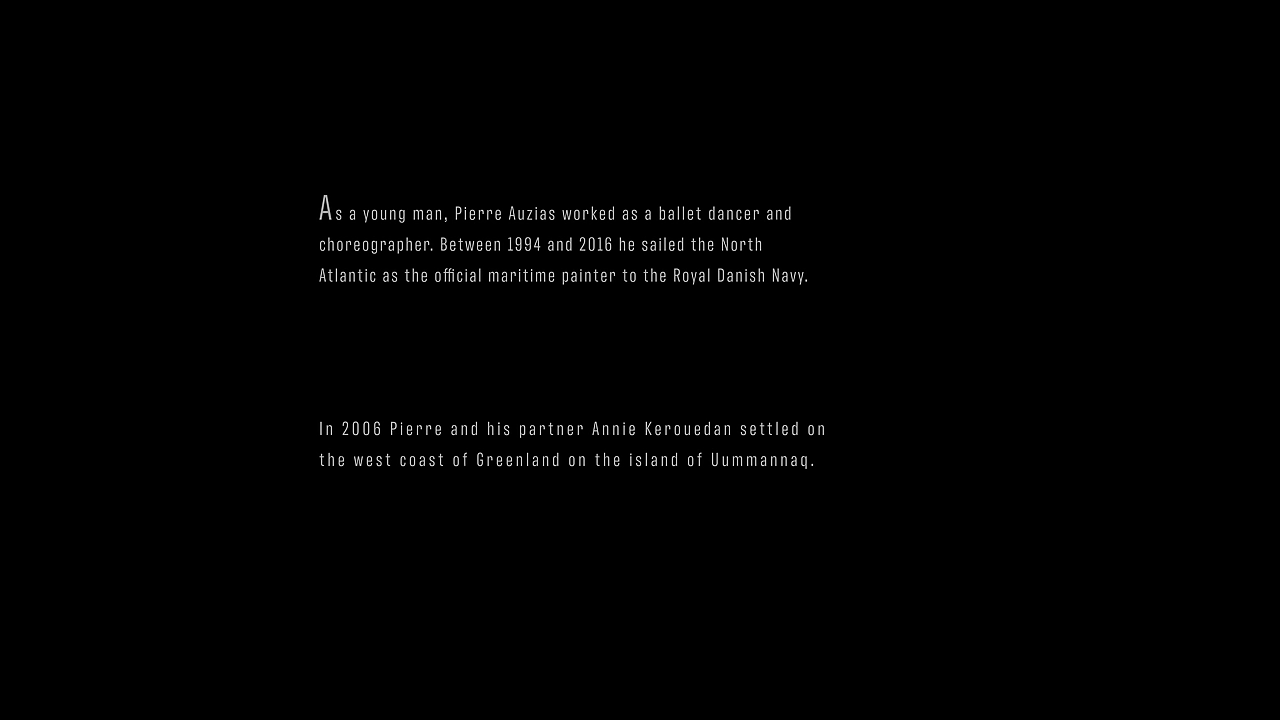 As a young man, Pierre Auzias worked as a ballet dancer and
choreographer. Between 1994 and 2016 he sailed the North
Atlantic as the official maritime painter to the Royal Danish Navy.
In 2006 Pierre and his partner Annie Kerouedan settled on
the west coast of Greenland on the island of Uummannaq.